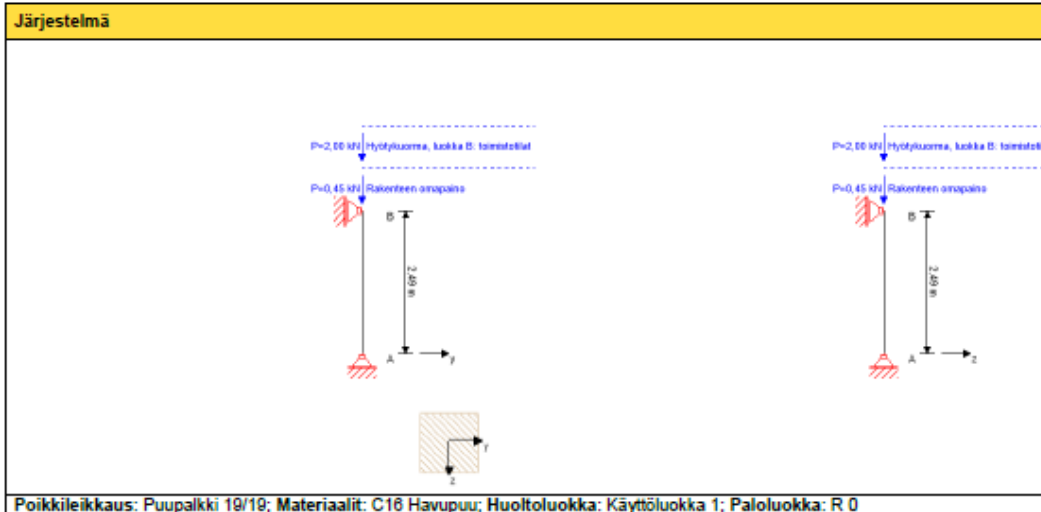 Järjestelmä
P=2,00 kN Hyötykuorma, luokka B: toimistotilat
P=2,00 kN Hyötykuorma, luokka B:
P=0,45 kN Rakenteen omapaino
P=0,45 kN Rakenteen omapaino
B
B
2,49 m
2,49 m
A
y
A
z
z
Poikkileikkaus: Puupalkki 19/19; Materiaalit: C16 Havupuu; Huoltoluokka: Käyttöluokka 1; Paloluokka: R 0